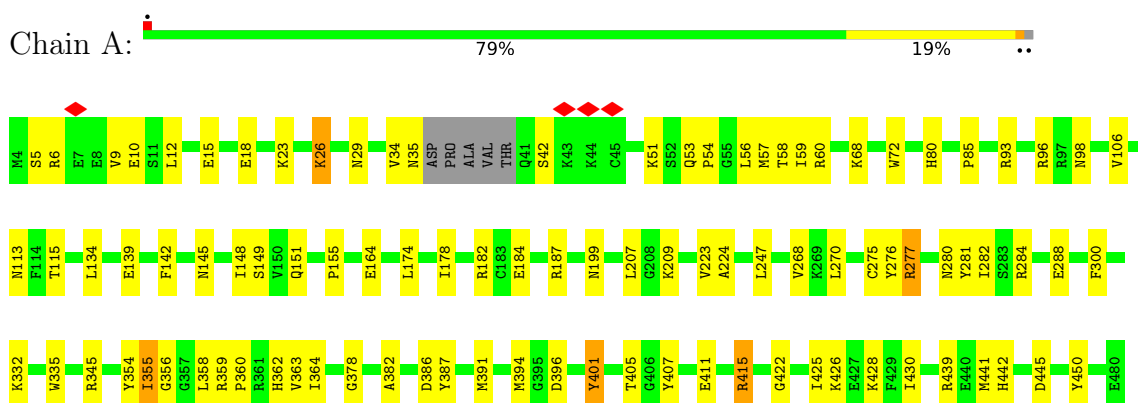 Chain A:
79% 19%
M4 S5 R6 E7 E8 V9 E10 S11 L12 E15 E18 K23 K26 N29 V34 N35 ASP PRO ALA VAL THR Q41 S42 K43 K44 C45 K51 S52 Q53 P54 G55 L56 M57 T58 I59 R60 K68 W72 H80 P85 R93 R96 R97 N98 V106
N113 F114 T115 L134 E139 F142 N145 I148 S149 V150 Q151 P155 E164 L174 I178 R182 C183 E184 R187 N199 L207 G208 K209 V223 A224 L247 V268 K269 L270 C275 Y276 R277 N280 Y281 I282 S283 R284 E288 F300
K332 W335 R345 Y354 I355 G356 G357 L358 R359 P360 R361 H362 V363 I364 G378 A382 D386 Y387 M391 M394 G395 D396 Y401 T405 G406 Y407 E411 R415 G422 I425 K426 E427 K428 F429 I430 R439 E440 M441 H442 D445 Y450 E480